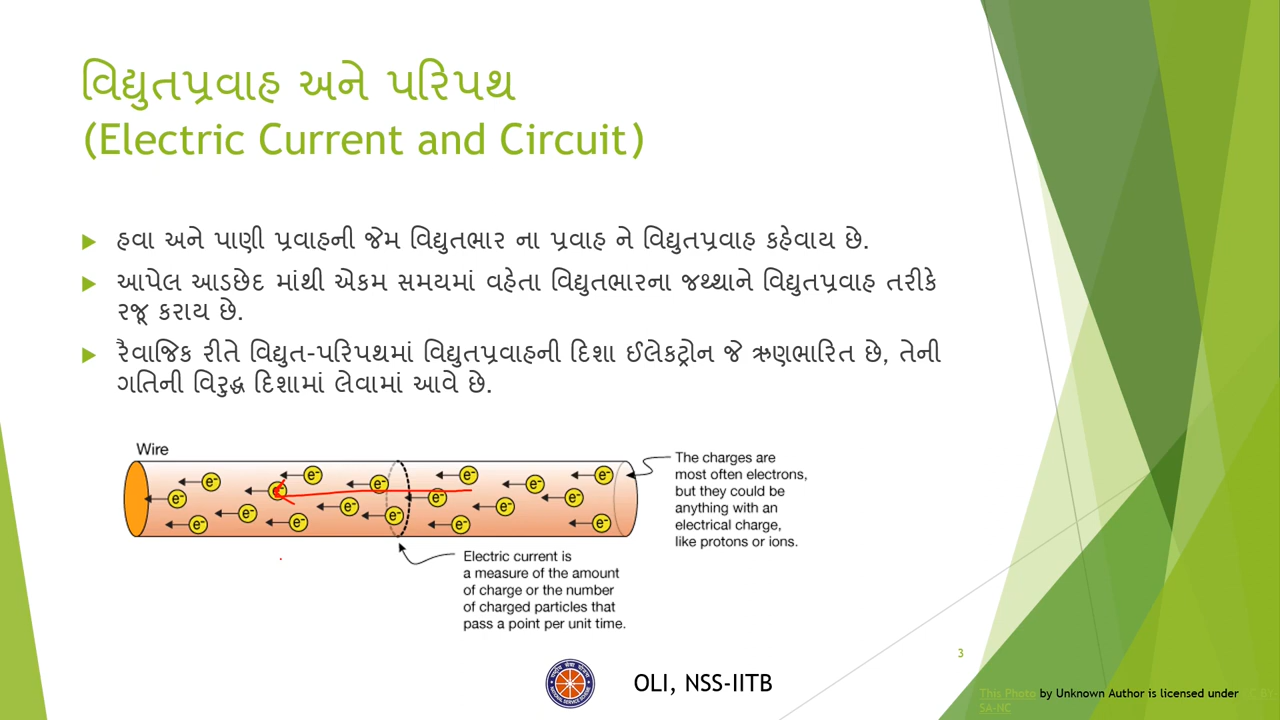 વિદ્યુતપ્રવાહ અને પરિપથ
(Electric Current and Circuit)
હવા અને પાણી પ્રવાહની જેમ વિદ્યુતભાર ના પ્રવાહ ને વિદ્યુતપ્રવાહ કહેવાય છે.
આપેલ આડછેદ માંથી એકમ સમયમાં વહેતા વિદ્યુતભારના જથ્થાને વિદ્યુતપ્રવાહ તરીકે
રજૂ કરાય છે.
રૈવાજિક રીતે વિદ્યુત-પરિપથમાં વિદ્યુતપ્રવાહની દિશા ઈલેકટ્રોન જે ઋણભારિત છે, તેની
ગતિની વિરુદ્ધ દિશામાં લેવામાં આવે છે.
Wire
e⁻ e⁻ e⁻ e⁻ e⁻ e⁻ e⁻ e⁻ e⁻ e⁻ e⁻ e⁻ e⁻ e⁻ e⁻ e⁻ e⁻ e⁻ e⁻
The charges are
most often electrons,
but they could be
anything with an
electrical charge,
like protons or ions.
Electric current is
a measure of the amount
of charge or the number
of charged particles that
pass a point per unit time.
3
OLI, NSS-IITB
This Photo by Unknown Author is licensed under CC BY-
SA-NC